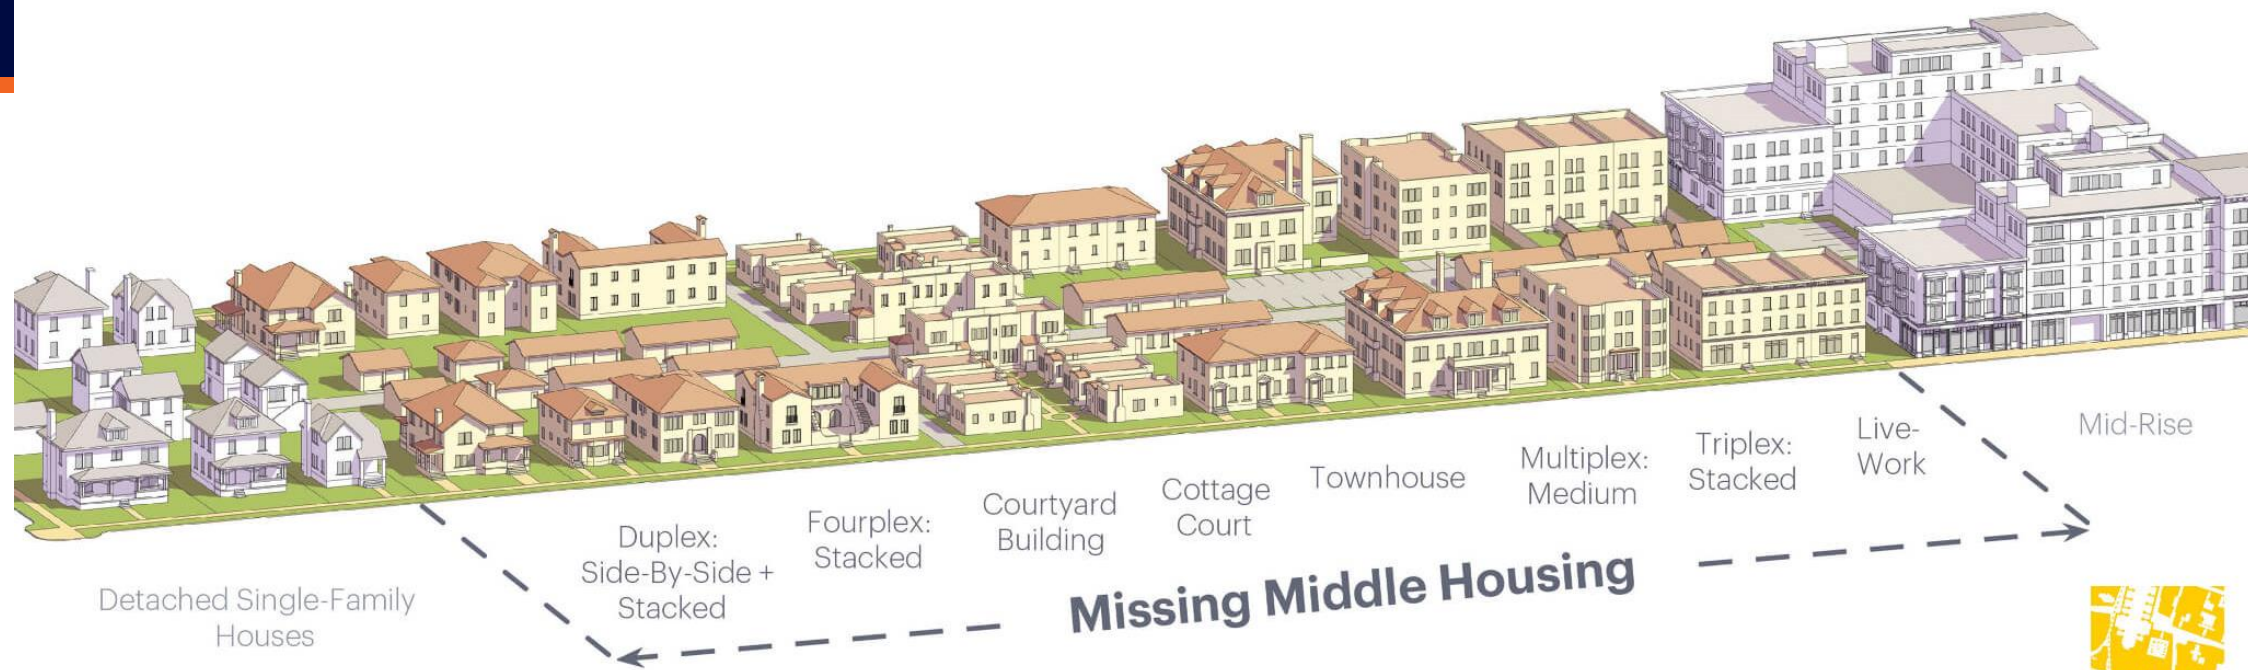 Detached Single-Family
Houses
Duplex:
Side-By-Side +
Stacked
Fourplex:
Stacked
Courtyard
Building
Cottage
Court
Townhouse
Multiplex:
Medium
Triplex:
Stacked
Live-
Work
Mid-Rise
Missing Middle Housing